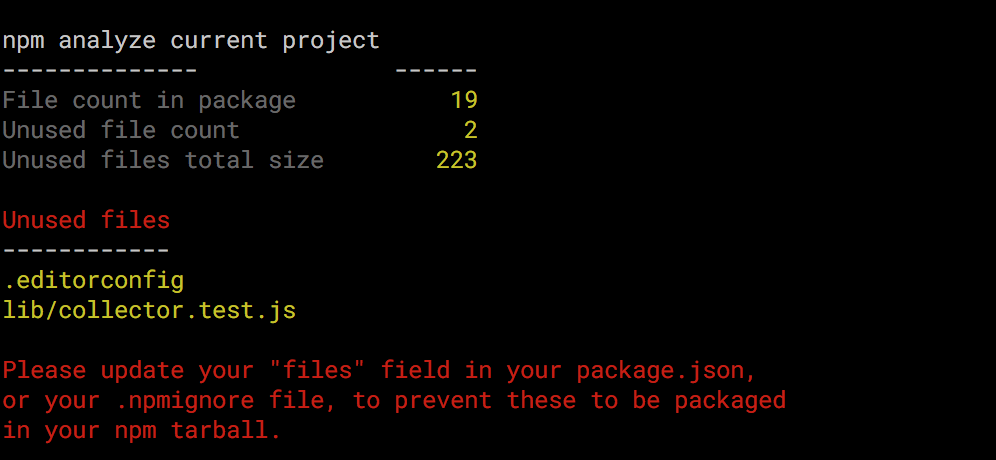 npm analyze current project
-------------- ------
File count in package 19
Unused file count 2
Unused files total size 223
Unused files
------------
.editorconfig
lib/collector.test.js
Please update your "files" field in your package.json,
or your .npmignore file, to prevent these to be packaged
in your npm tarball.